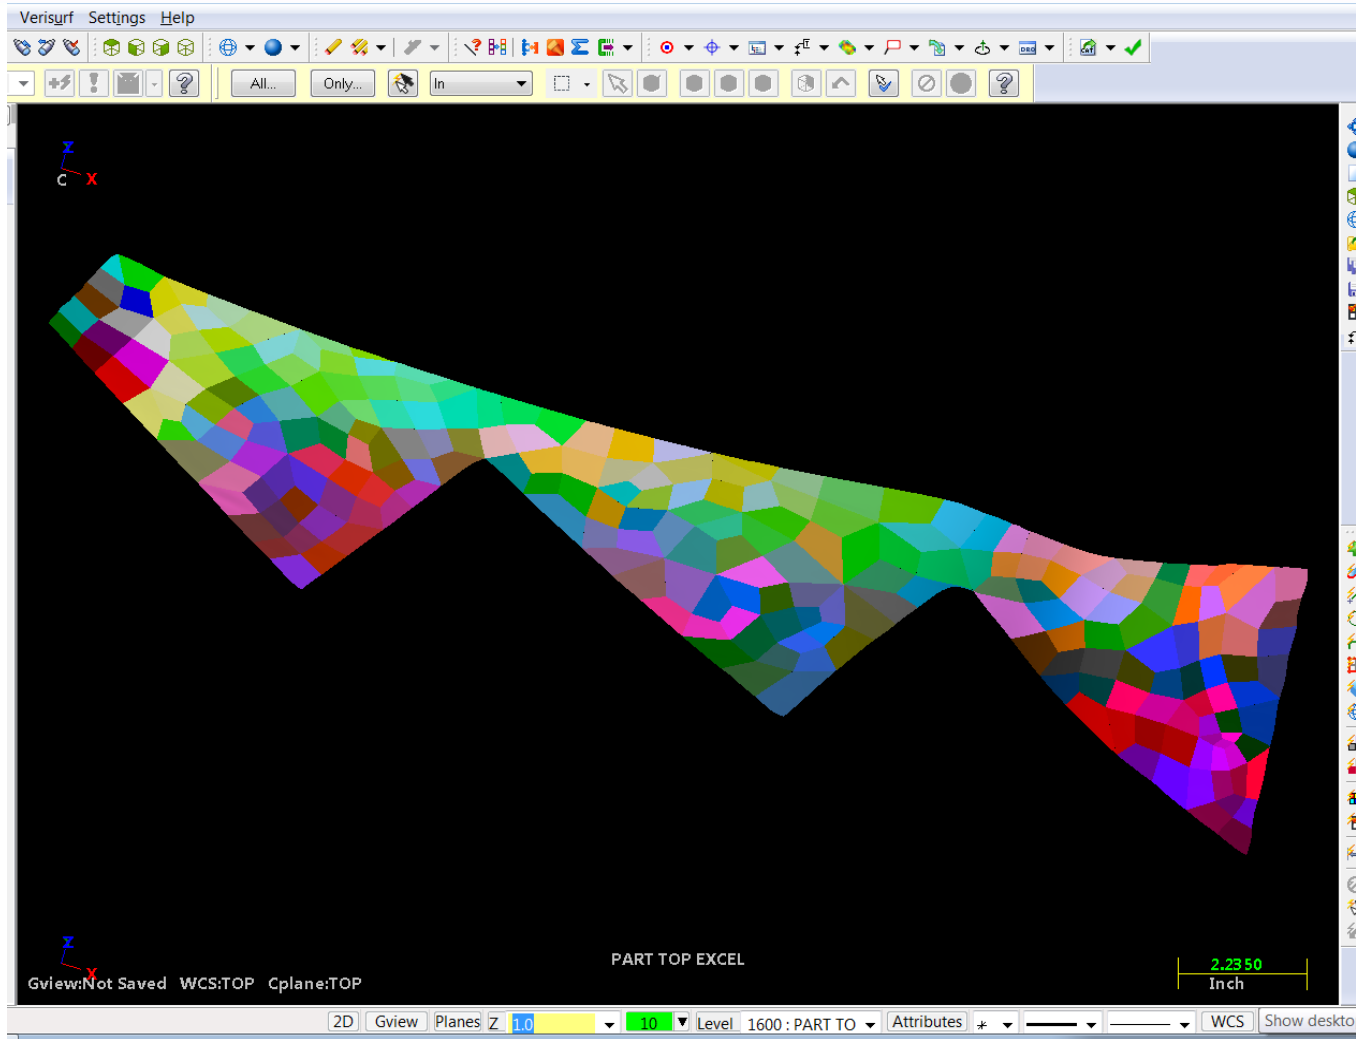 Verisurf Settings Help
All... Only... In
Z
C X
Z
X
PART TOP EXCEL
2.2350
Inch
Gview:Not Saved WCS:TOP Cplane:TOP
2D Gview Planes Z 1.0 10 Level 1600 : PART TO Attributes WCS Show deskto